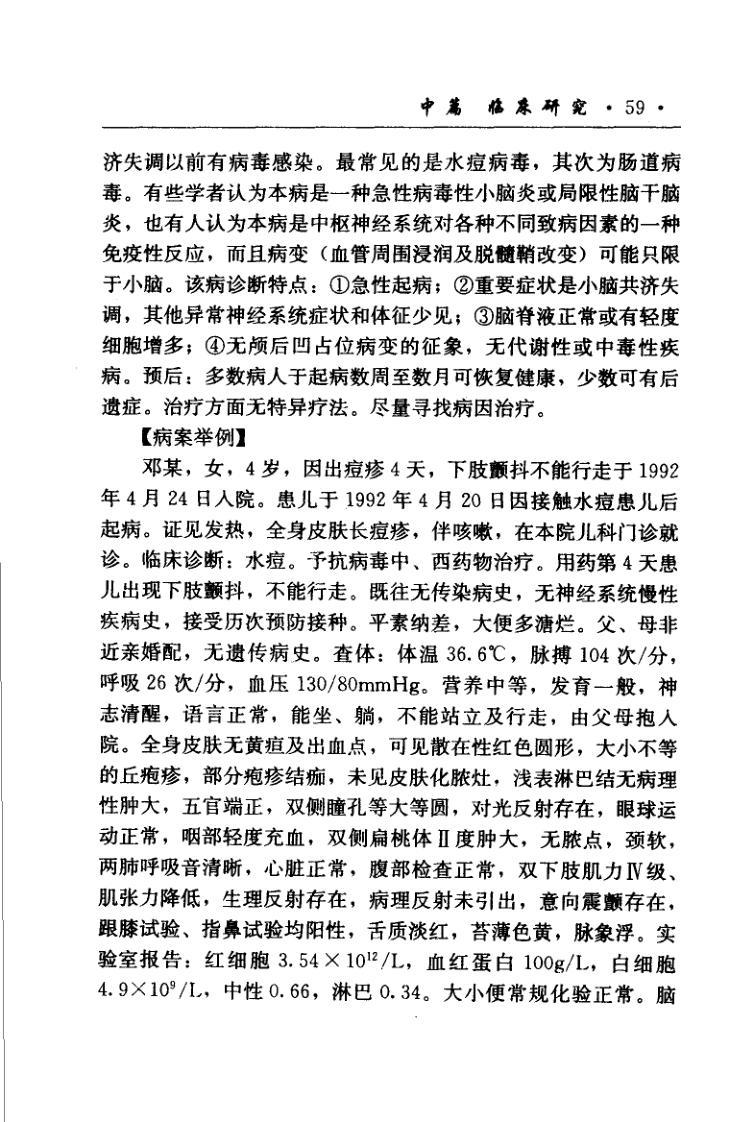 中篇 临床研究 · 59 ·
济失调以前有病毒感染。最常见的是水痘病毒，其次为肠道病
毒。有些学者认为本病是一种急性病毒性小脑炎或局限性脑干脑
炎，也有人认为本病是中枢神经系统对各种不同致病因素的一种
免疫性反应，而且病变（血管周围浸润及脱髓鞘改变）可能只限
于小脑。该病诊断特点：①急性起病；②重要症状是小脑共济失
调，其他异常神经系统症状和体征少见；③脑脊液正常或有轻度
细胞增多；④无颅后凹占位病变的征象，无代谢性或中毒性疾
病。预后：多数病人于起病数周至数月可恢复健康，少数可有后
遗症。治疗方面无特异疗法。尽量寻找病因治疗。
【病案举例】
邓某，女，4 岁，因出痘疹 4 天，下肢颤抖不能行走于 1992
年 4 月 24 日入院。患儿于 1992 年 4 月 20 日因接触水痘患儿后
起病。证见发热，全身皮肤长痘疹，伴咳嗽，在本院儿科门诊就
诊。临床诊断：水痘。予抗病毒中、西药物治疗。用药第 4 天患
儿出现下肢颤抖，不能行走。既往无传染病史，无神经系统慢性
疾病史，接受历次预防接种。平素纳差，大便多溏烂。父、母非
近亲婚配，无遗传病史。查体：体温 36.6℃，脉搏 104 次/分，
呼吸 26 次/分，血压 130/80mmHg。营养中等，发育一般，神
志清醒，语言正常，能坐、躺，不能站立及行走，由父母抱入
院。全身皮肤无黄疸及出血点，可见散在性红色圆形，大小不等
的丘疱疹，部分疱疹结痂，未见皮肤化脓灶，浅表淋巴结无病理
性肿大，五官端正，双侧瞳孔等大等圆，对光反射存在，眼球运
动正常，咽部轻度充血，双侧扁桃体Ⅱ度肿大，无脓点，颈软，
两肺呼吸音清晰，心脏正常，腹部检查正常，双下肢肌力Ⅳ级、
肌张力降低，生理反射存在，病理反射未引出，意向震颤存在，
跟膝试验、指鼻试验均阳性，舌质淡红，苔薄色黄，脉象浮。实
验室报告：红细胞 3.54×10¹²/L，血红蛋白 100g/L，白细胞
4.9×10⁹/L，中性 0.66，淋巴 0.34。大小便常规化验正常。脑